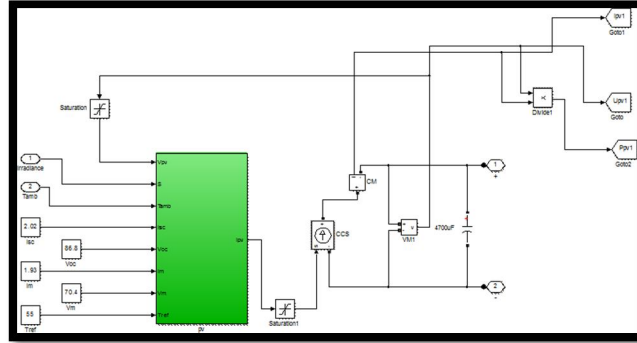 Ipv1
Goto1
Saturation
Divide1
Upv1
Goto
Ppv1
Goto2
1
Irradiance
2
Tamb
2.02
Isc
86.8
Voc
1.93
Im
70.4
Vm
55
Tref
Vpv
S
Tamb
Isc
Voc
Im
Vm
Tref
Ipv
pv
Saturation1
CCS
CM
VM1
4700uF
1
+
2
-